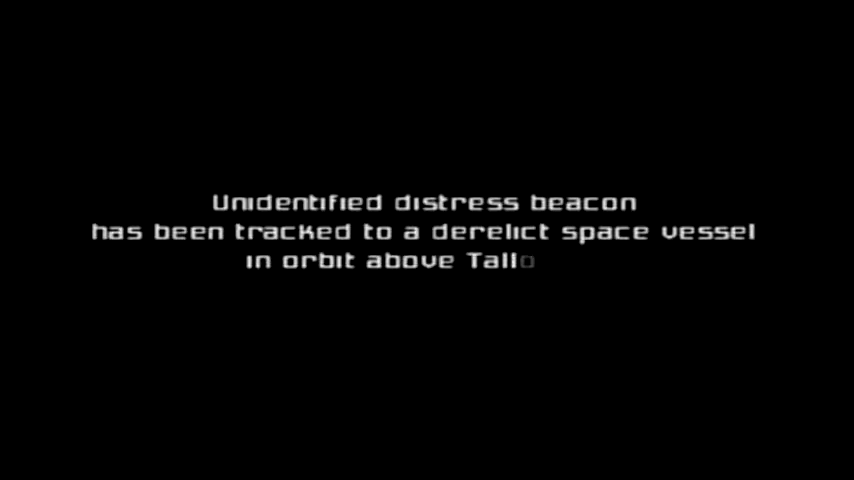 Unidentified distress beacon
has been tracked to a derelict space vessel
in orbit above Tallo